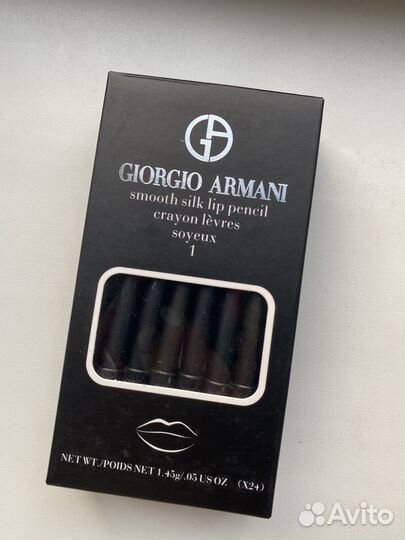 GA
GIORGIO ARMANI
smooth silk lip pencil
crayon lèvres
soyeux
1
NET WT./POIDS NET 1.45g/.05 US OZ (X24)
Avito